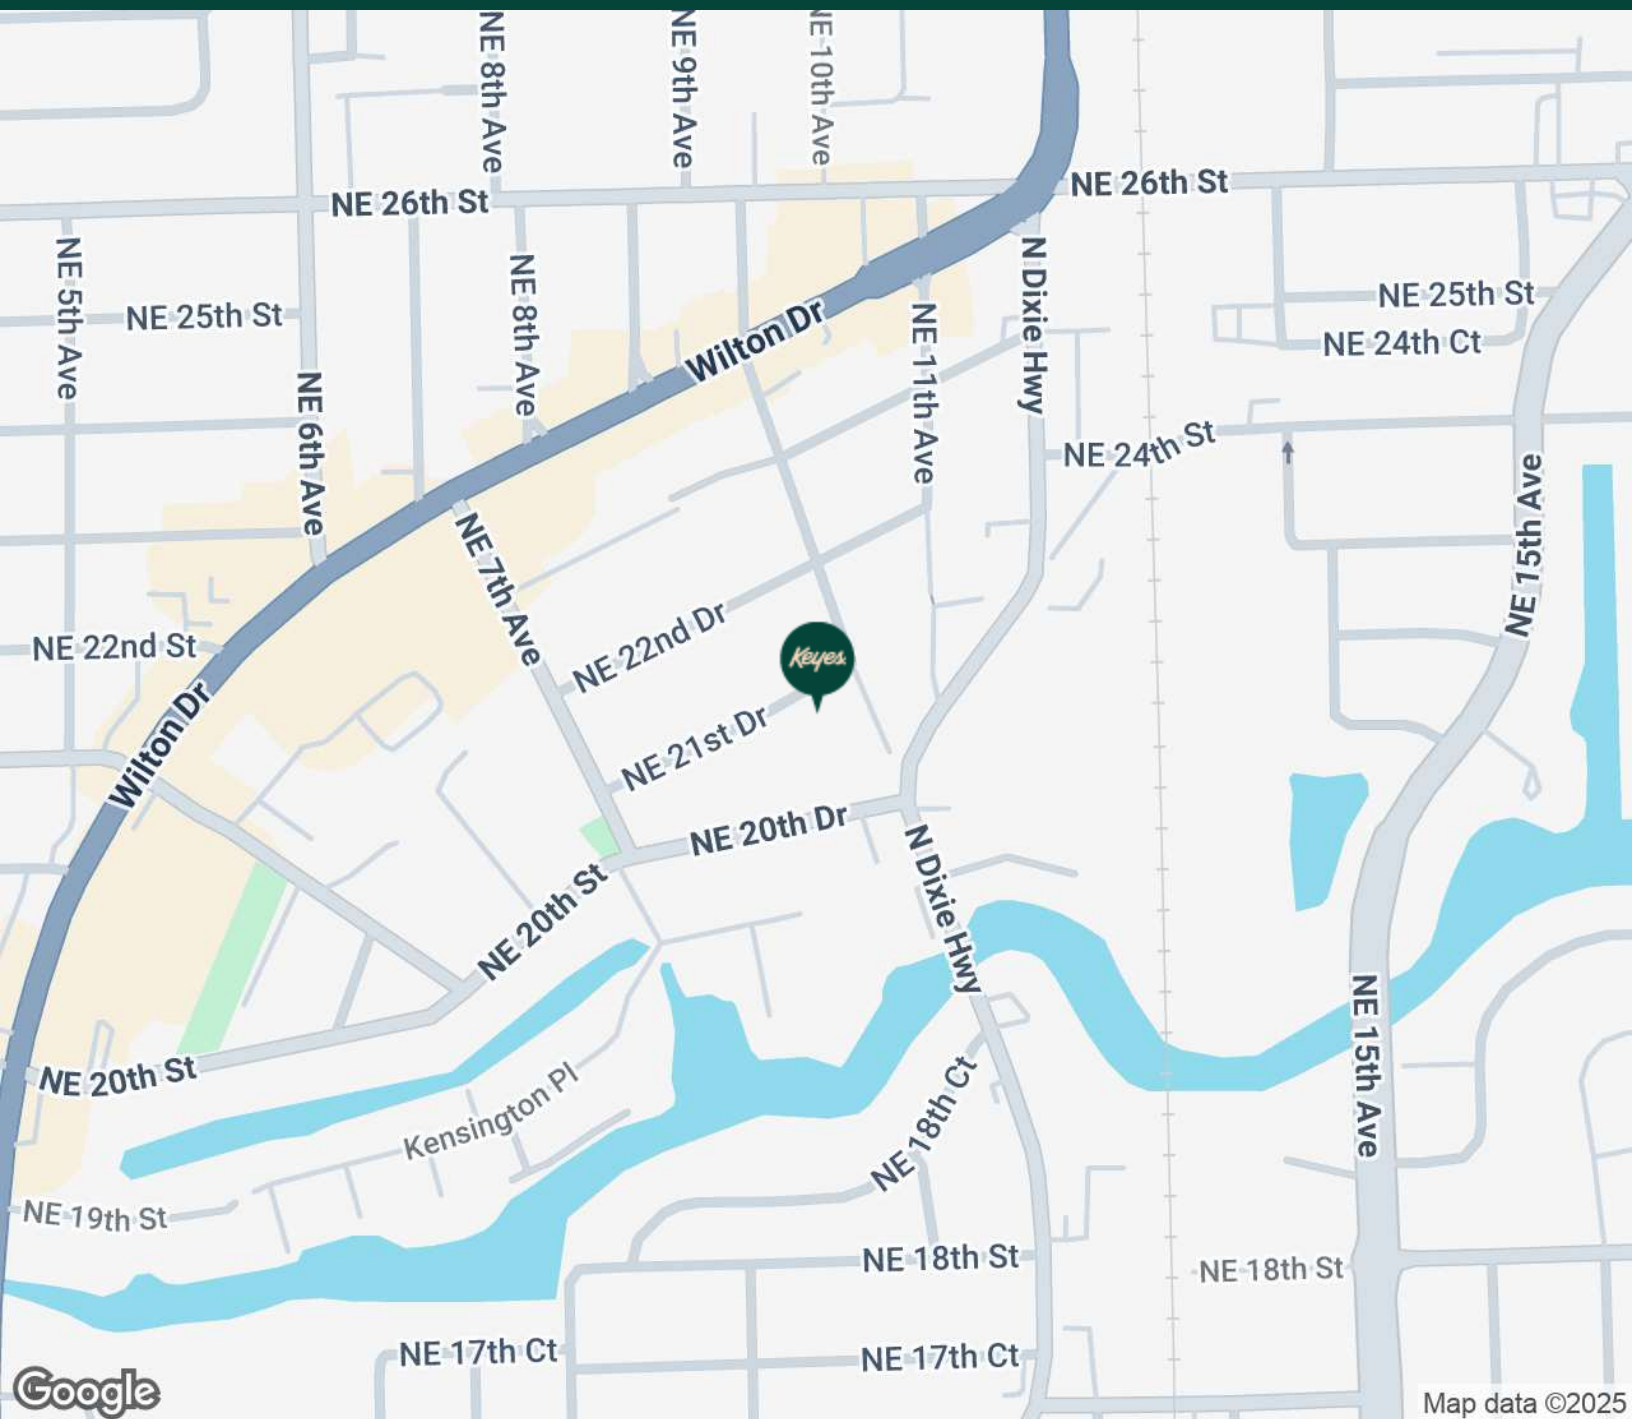 NE 8th Ave
NE 9th Ave
NE 10th Ave
NE 26th St
NE 26th St
NE 5th Ave
NE 25th St
NE 8th Ave
N Dixie Hwy
NE 25th St
NE 24th Ct
Wilton Dr
NE 11th Ave
NE 6th Ave
NE 24th St
NE 15th Ave
NE 7th Ave
NE 22nd St
NE 22nd Dr
Keyes.
Wilton Dr
NE 21st Dr
NE 20th Dr
N Dixie Hwy
NE 20th St
NE 20th St
NE 15th Ave
Kensington Pl
NE 18th Ct
NE 19th St
NE 18th St
NE 18th St
NE 17th Ct
NE 17th Ct
Google
Map data ©2025